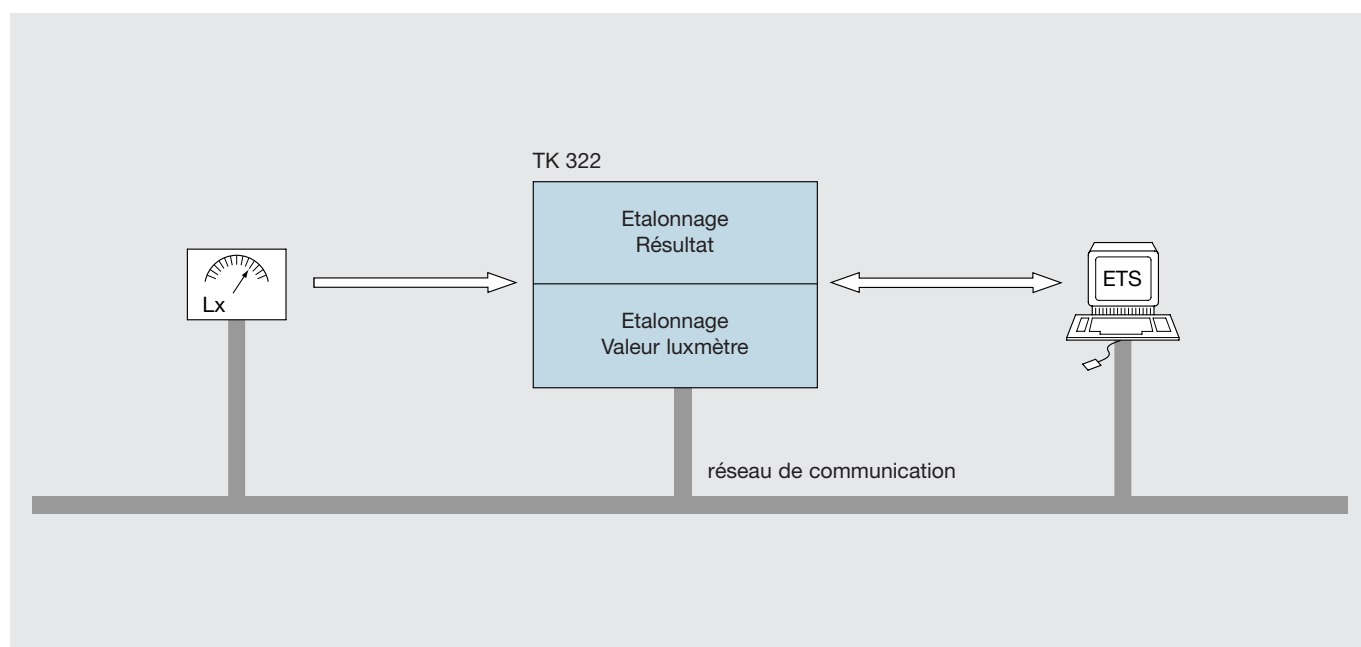 TK 322
Etalonnage
Résultat
Lx
ETS
Etalonnage
Valeur luxmètre
réseau de communication